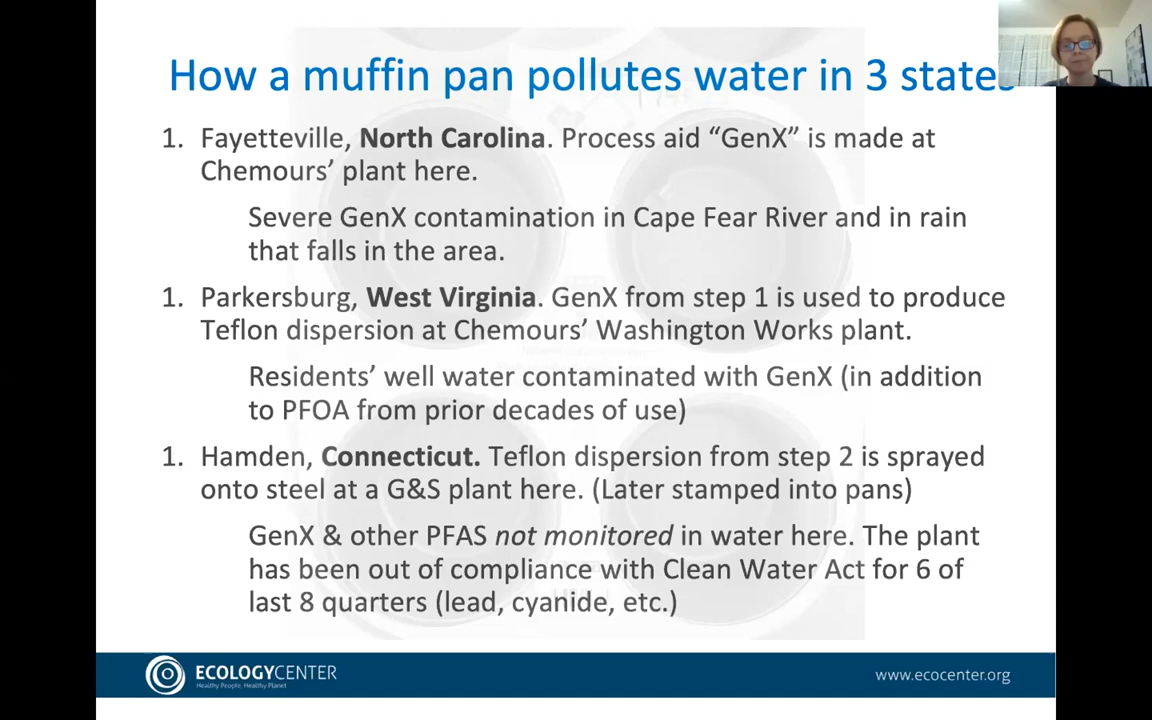 How a muffin pan pollutes water in 3 states
1. Fayetteville, North Carolina. Process aid “GenX” is made at
Chemours’ plant here.
Severe GenX contamination in Cape Fear River and in rain
that falls in the area.
1. Parkersburg, West Virginia. GenX from step 1 is used to produce
Teflon dispersion at Chemours’ Washington Works plant.
Residents’ well water contaminated with GenX (in addition
to PFOA from prior decades of use)
1. Hamden, Connecticut. Teflon dispersion from step 2 is sprayed
onto steel at a G&S plant here. (Later stamped into pans)
GenX & other PFAS not monitored in water here. The plant
has been out of compliance with Clean Water Act for 6 of
last 8 quarters (lead, cyanide, etc.)
ECOLOGYCENTER
Healthy People, Healthy Planet
www.ecocenter.org